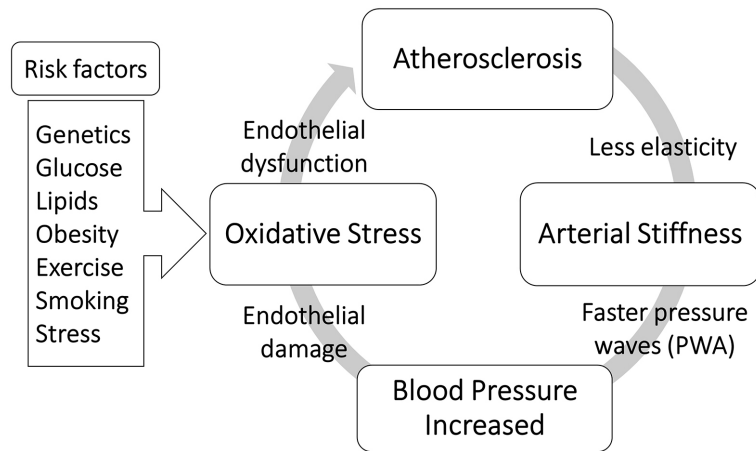 Risk factors
Genetics
Glucose
Lipids
Obesity
Exercise
Smoking
Stress
Atherosclerosis
Endothelial
dysfunction
Less elasticity
Oxidative Stress
Arterial Stiffness
Endothelial
damage
Faster pressure
waves (PWA)
Blood Pressure
Increased